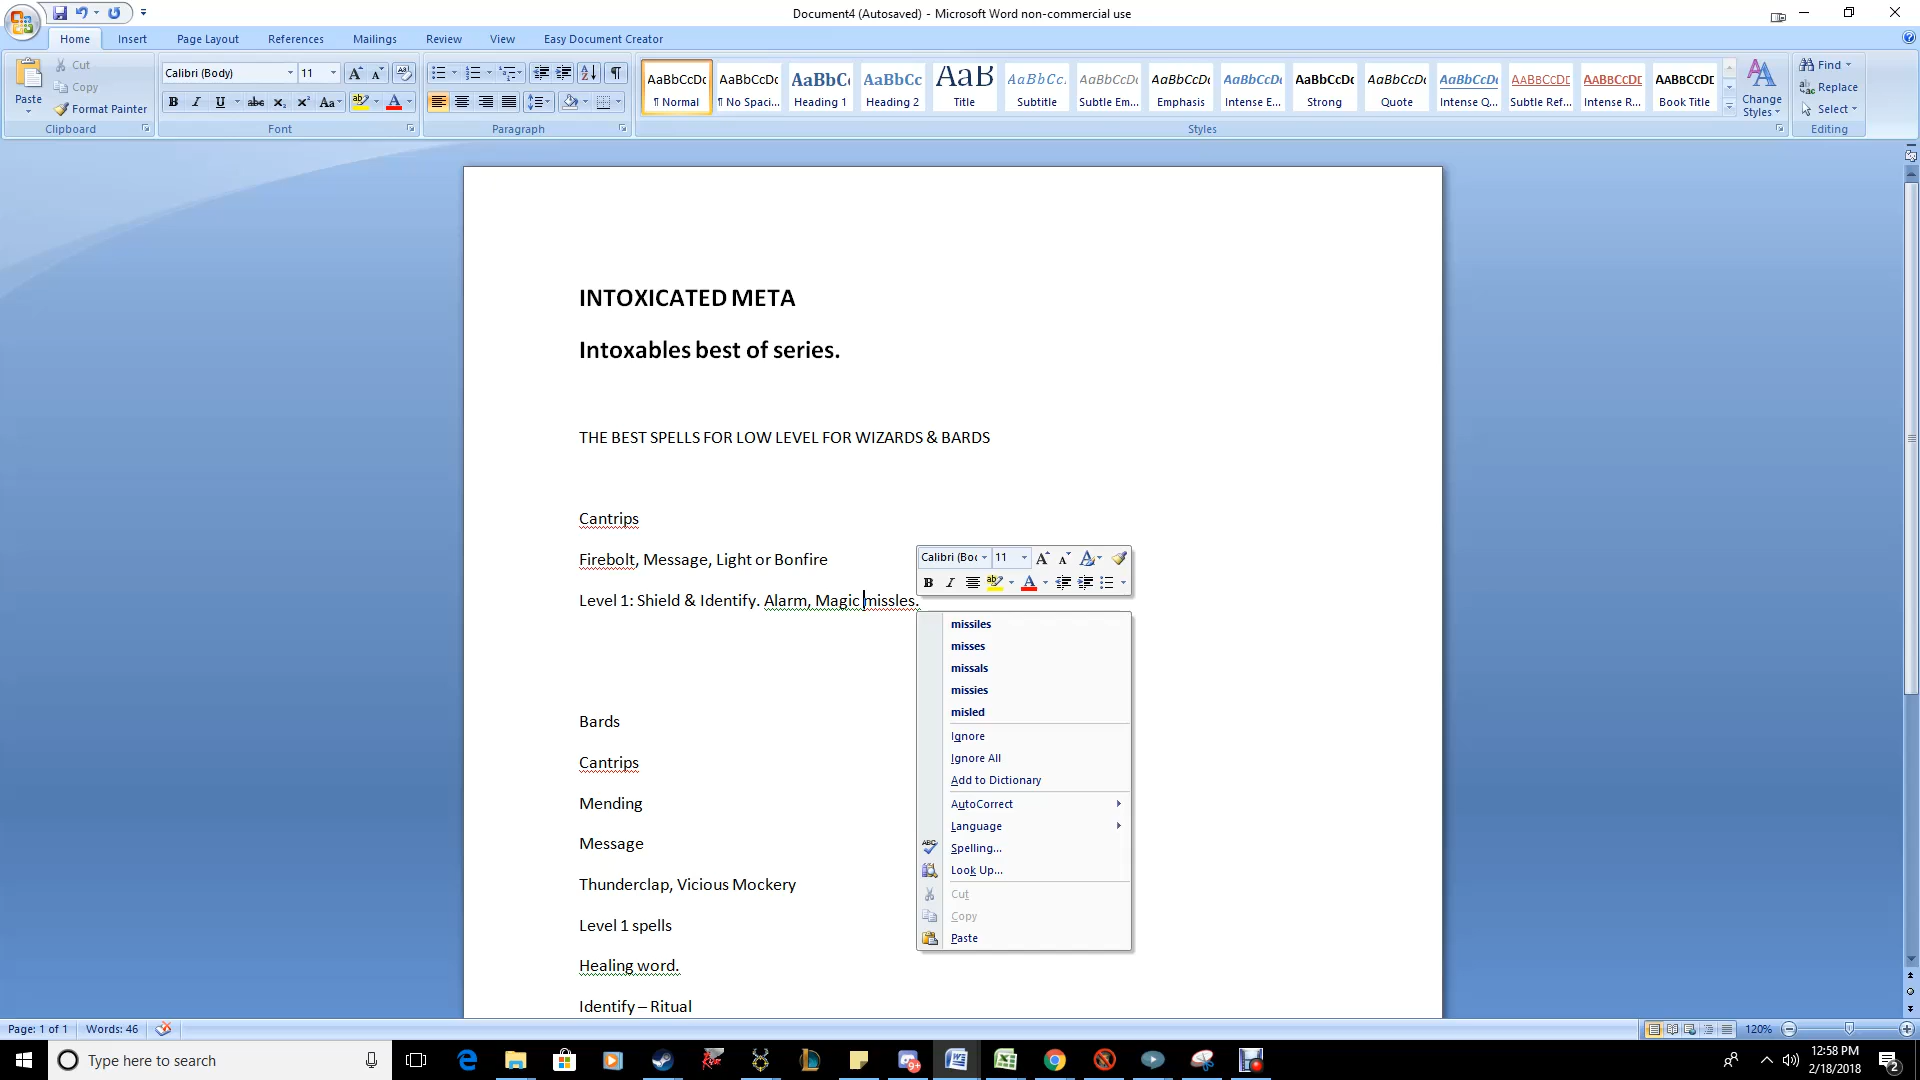 Document4 (Autosaved) - Microsoft Word non-commercial use
Home Insert Page Layout References Mailings Review View Easy Document Creator
Paste
Cut
Copy
Format Painter
Clipboard
Calibri (Body) 11
Font
Paragraph
AaBbCcDc AaBbCcDc AaBbC AaBbCc AaB AaBbCc. AaBbCcDc AaBbCcDc AaBbCcDc AaBbCcDc AaBbCcDc AaBbCcDc AABBCCDE AABBCCDE AABBCCDE
¶ Normal ¶ No Spaci... Heading 1 Heading 2 Title Subtitle Subtle Em... Emphasis Intense E... Strong Quote Intense Q... Subtle Ref... Intense R... Book Title
Styles
Change
Styles
Find
Replace
Select
Editing
INTOXICATED META
Intoxables best of series.
THE BEST SPELLS FOR LOW LEVEL FOR WIZARDS & BARDS
Cantrips
Firebolt, Message, Light or Bonfire
Level 1: Shield & Identify. Alarm, Magic missles.
Bards
Cantrips
Mending
Message
Thunderclap, Vicious Mockery
Level 1 spells
Healing word.
Identify – Ritual
Calibri (Boc 11
missiles
misses
missals
missies
misled
Ignore
Ignore All
Add to Dictionary
AutoCorrect
Language
Spelling...
Look Up...
Cut
Copy
Paste
Page: 1 of 1 Words: 46
120%
Type here to search
9+
12:58 PM
2/18/2018
2